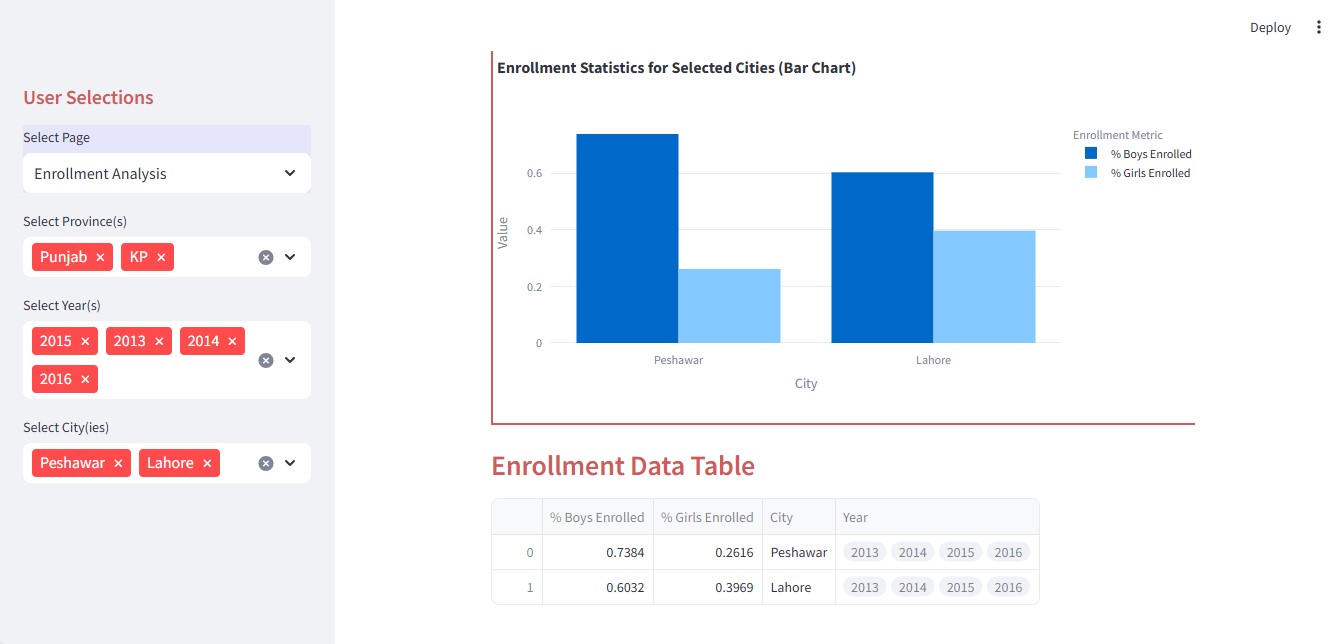 Deploy
User Selections
Select Page
Enrollment Analysis
Select Province(s)
Punjab × KP ×
Select Year(s)
2015 × 2013 × 2014 ×
2016 ×
Select City(ies)
Peshawar × Lahore ×
Enrollment Statistics for Selected Cities (Bar Chart)
Enrollment Metric
% Boys Enrolled
% Girls Enrolled
Value
0.6
0.4
0.2
0
Peshawar Lahore
City
Enrollment Data Table
% Boys Enrolled % Girls Enrolled City Year
0 0.7384 0.2616 Peshawar 2013 2014 2015 2016
1 0.6032 0.3969 Lahore 2013 2014 2015 2016